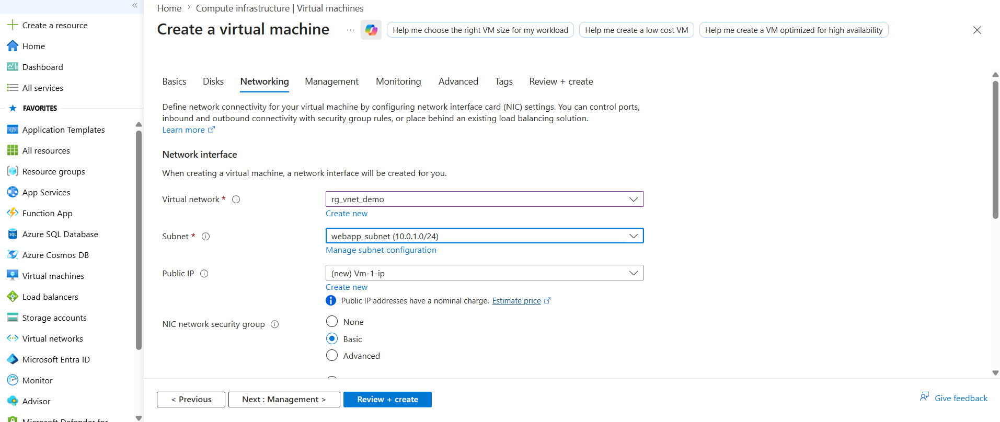 Create a resource
Home
Dashboard
All services
FAVORITES
Application Templates
All resources
Resource groups
App Services
Function App
Azure SQL Database
Azure Cosmos DB
Virtual machines
Load balancers
Storage accounts
Virtual networks
Microsoft Entra ID
Monitor
Advisor
Microsoft Defender for
Home > Compute infrastructure | Virtual machines
Create a virtual machine ...
Help me choose the right VM size for my workload
Help me create a low cost VM
Help me create a VM optimized for high availability
Basics Disks Networking Management Monitoring Advanced Tags Review + create
Define network connectivity for your virtual machine by configuring network interface card (NIC) settings. You can control ports,
inbound and outbound connectivity with security group rules, or place behind an existing load balancing solution.
Learn more
Network interface
When creating a virtual machine, a network interface will be created for you.
Virtual network *
rg_vnet_demo
Create new
Subnet *
webapp_subnet (10.0.1.0/24)
Manage subnet configuration
Public IP
(new) Vm-1-ip
Create new
Public IP addresses have a nominal charge. Estimate price
NIC network security group
None
Basic
Advanced
< Previous
Next : Management >
Review + create
Give feedback